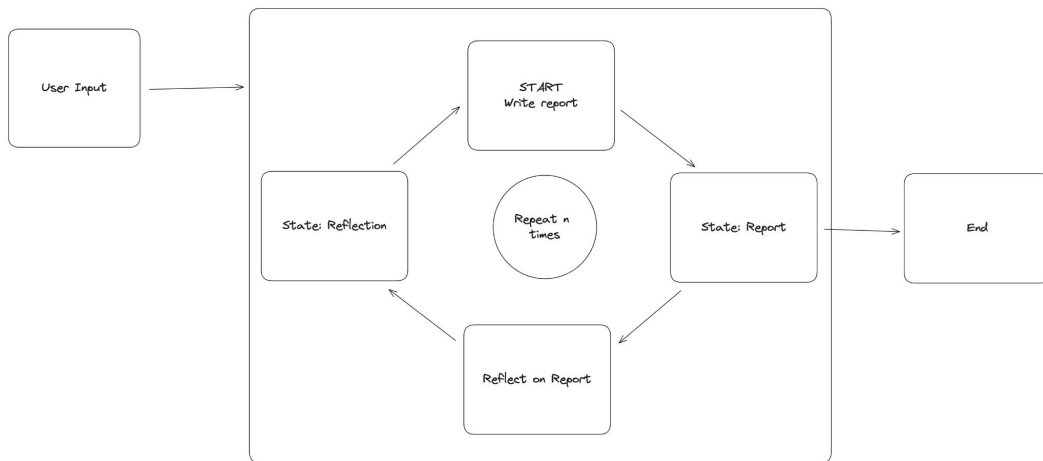 User Input
START
Write report
State: Reflection
Repeat n
times
State: Report
End
Reflect on Report